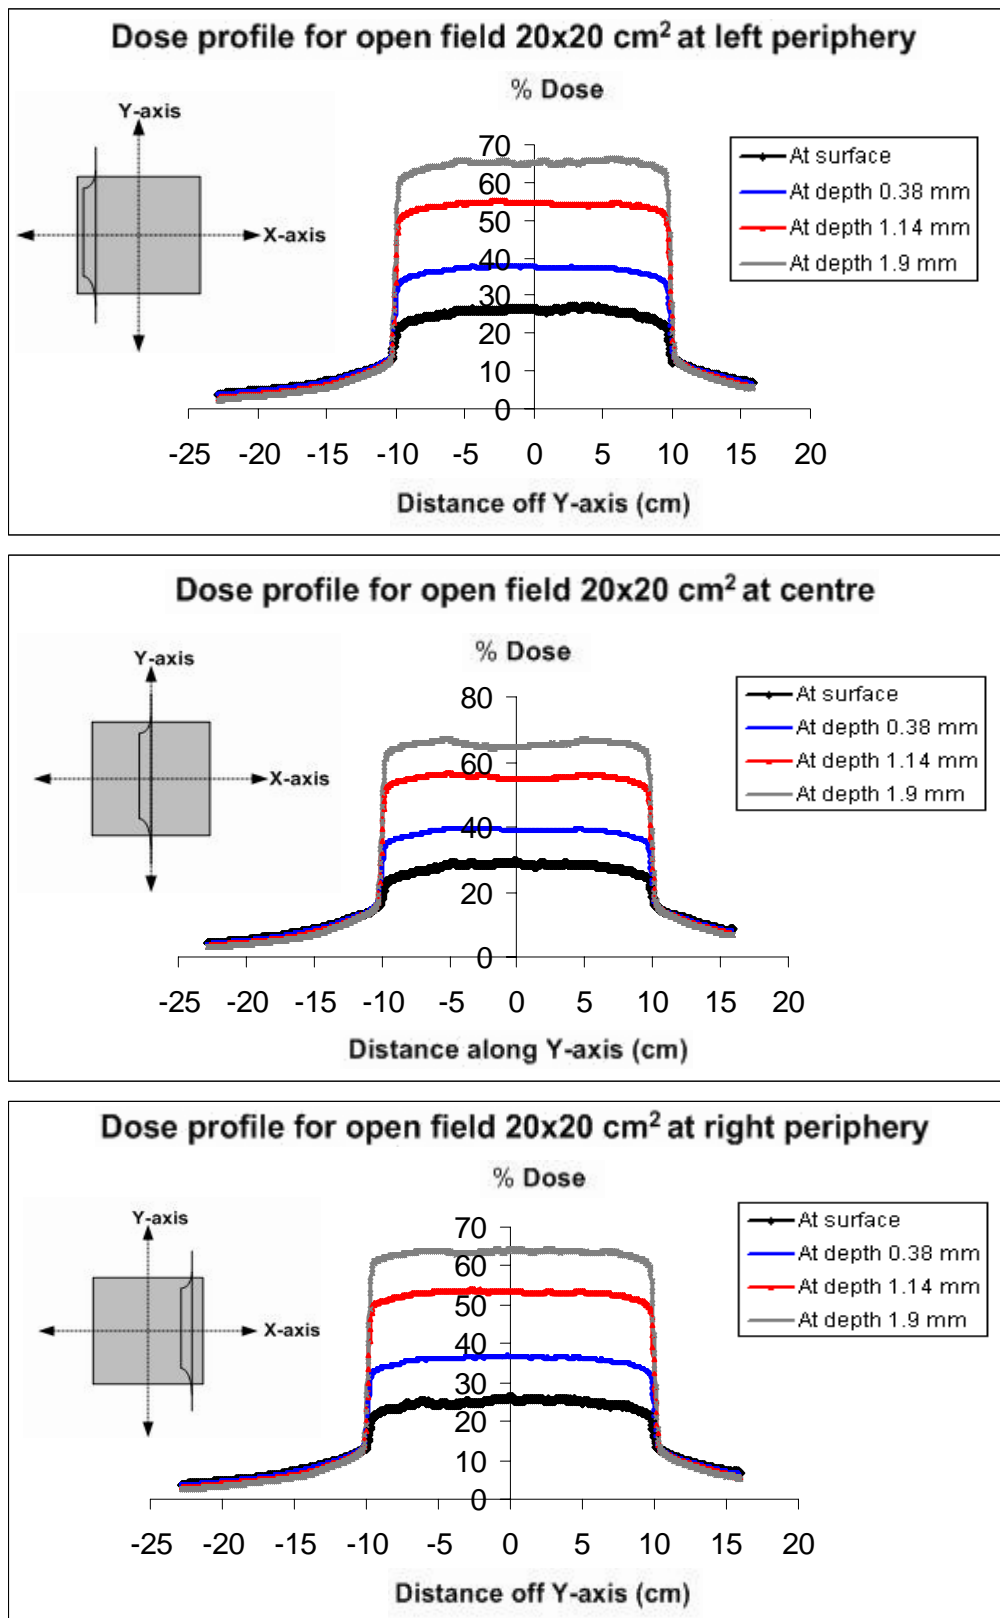 Dose profile for open field 20x20 cm² at left periphery
% Dose
Y-axis
X-axis
70
60
50
40
30
20
10
0
-25 -20 -15 -10 -5 0 5 10 15 20
Distance off Y-axis (cm)
At surface
At depth 0.38 mm
At depth 1.14 mm
At depth 1.9 mm
Dose profile for open field 20x20 cm² at centre
% Dose
Y-axis
X-axis
80
60
40
20
0
-25 -20 -15 -10 -5 0 5 10 15 20
Distance along Y-axis (cm)
At surface
At depth 0.38 mm
At depth 1.14 mm
At depth 1.9 mm
Dose profile for open field 20x20 cm² at right periphery
% Dose
Y-axis
X-axis
70
60
50
40
30
20
10
0
-25 -20 -15 -10 -5 0 5 10 15 20
Distance off Y-axis (cm)
At surface
At depth 0.38 mm
At depth 1.14 mm
At depth 1.9 mm